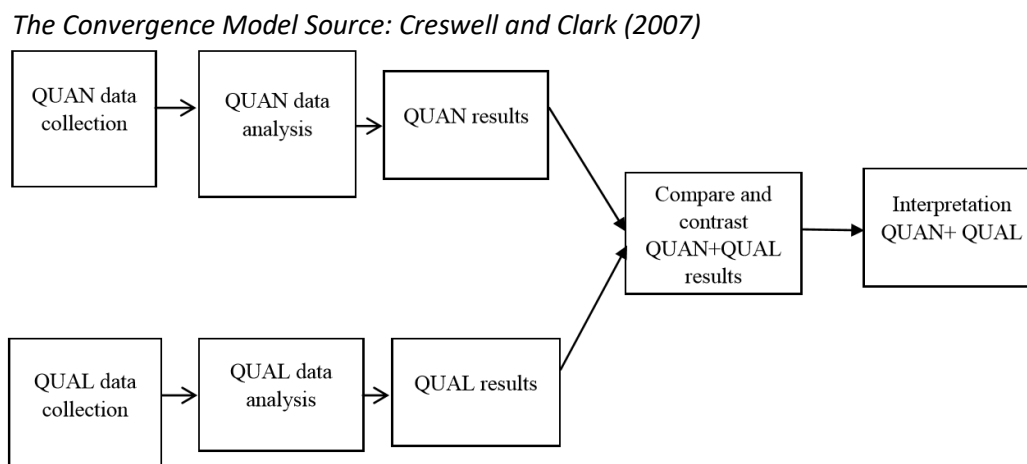 The Convergence Model Source: Creswell and Clark (2007)
QUAN data
collection
QUAN data
analysis
QUAN results
Compare and
contrast
QUAN+QUAL
results
Interpretation
QUAN+ QUAL
QUAL data
collection
QUAL data
analysis
QUAL results